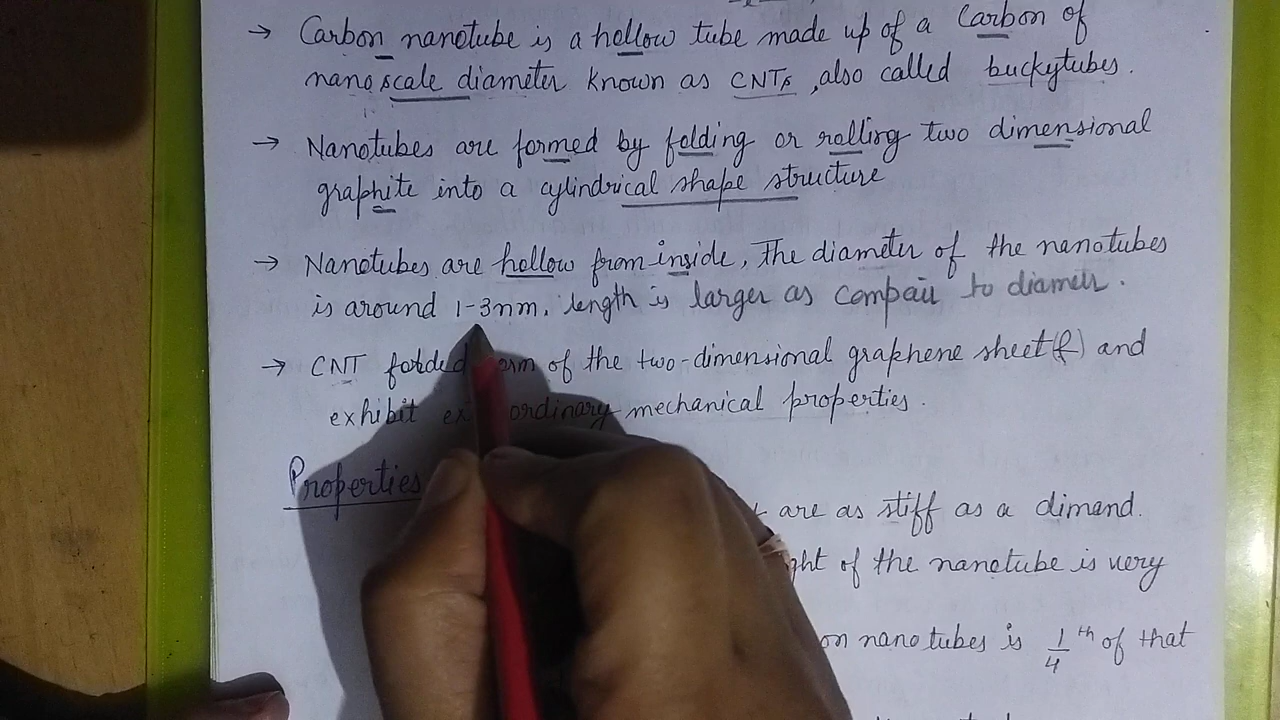 → Carbon nanotube is a hollow tube made up of a Carbon of
nano scale diameter known as CNTs, also called buckytubes.
→ Nanotubes are formed by folding or rolling two dimensional
graphite into a cylindrical shape structure
→ Nanotubes are hollow from inside, The diameter of the nanotubes
is around 1-3nm. length is larger as compair to diameter.
→ CNT of the two-dimensional graphene sheet(f) and
exhibit ordinary mechanical properties.
Properties
are as stiff as a dimand.
of the nanotube is very
nanotubes is 1/4 th of that